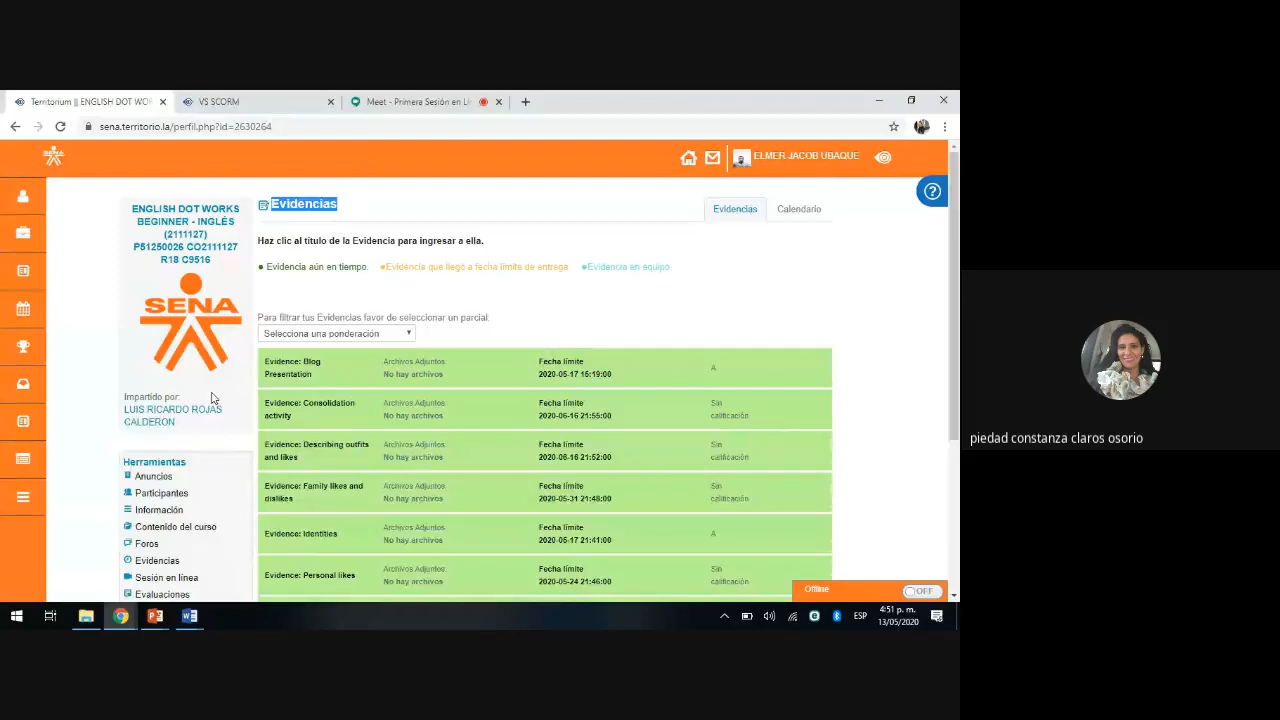 Territorium || ENGLISH DOT WOR
VS SCORM
Meet - Primera Sesión en Lí
sena.territorio.la/perfil.php?id=2630264
ELMER JACOB UBAQUE
ENGLISH DOT WORKS
BEGINNER - INGLÉS
(2111127)
P51250026 CO2111127
R18 C9516
SENA
Impartido por:
LUIS RICARDO ROJAS
CALDERON
Herramientas
Anuncios
Participantes
Información
Contenido del curso
Foros
Evidencias
Sesión en línea
Evaluaciones
Evidencias
Evidencias Calendario
Haz clic al título de la Evidencia para ingresar a ella.
Evidencia aún en tiempo. Evidencia que llegó a fecha límite de entrega. Evidencia en equipo.
Para filtrar tus Evidencias favor de seleccionar un parcial:
Selecciona una ponderación
Evidence: Blog Archivos Adjuntos Fecha límite
Presentation No hay archivos 2020-05-17 15:19:00 A
Evidence: Consolidation Archivos Adjuntos: Fecha límite Sin
activity No hay archivos 2020-06-16 21:55:00 calificación
Evidence: Describing outfits Archivos Adjuntos: Fecha límite Sin
and likes No hay archivos 2020-06-16 21:52:00 calificación
Evidence: Family likes and Archivos Adjuntos: Fecha límite Sin
dislikes No hay archivos 2020-05-31 21:48:00 calificación
Evidence: Identities Archivos Adjuntos: Fecha límite A
No hay archivos 2020-05-17 21:41:00
Evidence: Personal likes Archivos Adjuntos: Fecha límite Sin
No hay archivos 2020-05-24 21:46:00 calificación
Offline OFF
ESP
4:51 p. m.
13/05/2020
piedad constanza claros osorio